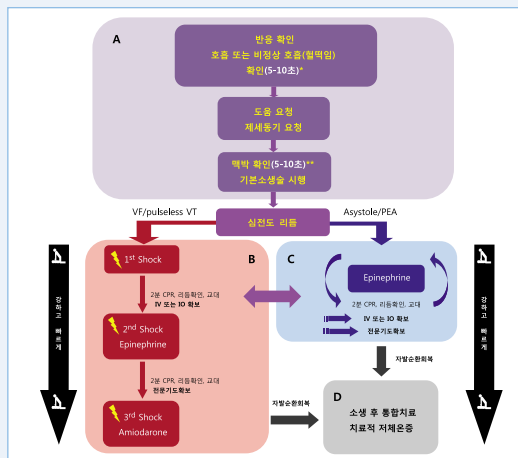 A
반응 확인
호흡 또는 비정상 호흡(헐떡임)
확인(5-10초)*
도움 요청
제세동기 요청
맥박 확인(5-10초)**
기본소생술 시행
VF/pulseless VT
심전도 리듬
Asystole/PEA
B
1st Shock
2분 CPR, 리듬확인, 교대
IV 또는 IO 확보
2nd Shock
Epinephrine
2분 CPR, 리듬확인, 교대
전문기도확보
3rd Shock
Amiodarone
C
Epinephrine
2분 CPR, 리듬확인, 교대
IV 또는 IO 확보
전문기도확보
자발순환회복
자발순환회복
D
소생 후 통합치료
치료적 저체온증
강하고 빠르게
강하고 빠르게